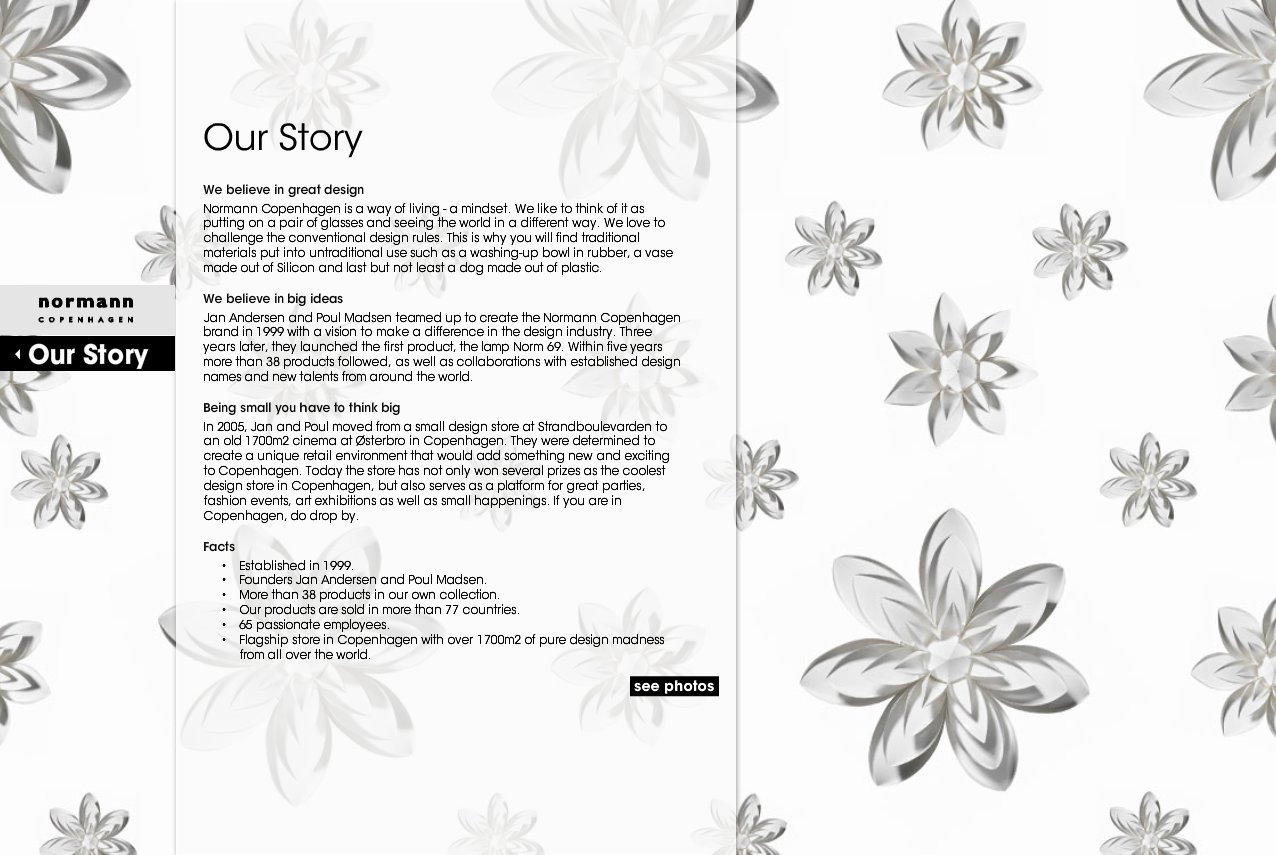 Our Story
We believe in great design
Normann Copenhagen is a way of living - a mindset. We like to think of it as
putting on a pair of glasses and seeing the world in a different way. We love to
challenge the conventional design rules. This is why you will find traditional
materials put into untraditional use such as a washing-up bowl in rubber, a vase
made out of Silicon and last but not least a dog made out of plastic.
We believe in big ideas
Jan Andersen and Poul Madsen teamed up to create the Normann Copenhagen
brand in 1999 with a vision to make a difference in the design industry. Three
years later, they launched the first product, the lamp Norm 69. Within five years
more than 38 products followed, as well as collaborations with established design
names and new talents from around the world.
Being small you have to think big
In 2005, Jan and Poul moved from a small design store at Strandboulevarden to
an old 1700m2 cinema at Østerbro in Copenhagen. They were determined to
create a unique retail environment that would add something new and exciting
to Copenhagen. Today the store has not only won several prizes as the coolest
design store in Copenhagen, but also serves as a platform for great parties,
fashion events, art exhibitions as well as small happenings. If you are in
Copenhagen, do drop by.
Facts
• Established in 1999.
• Founders Jan Andersen and Poul Madsen.
• More than 38 products in our own collection.
• Our products are sold in more than 77 countries.
• 65 passionate employees.
• Flagship store in Copenhagen with over 1700m2 of pure design madness
from all over the world.
see photos
normann
COPENHAGEN
Our Story